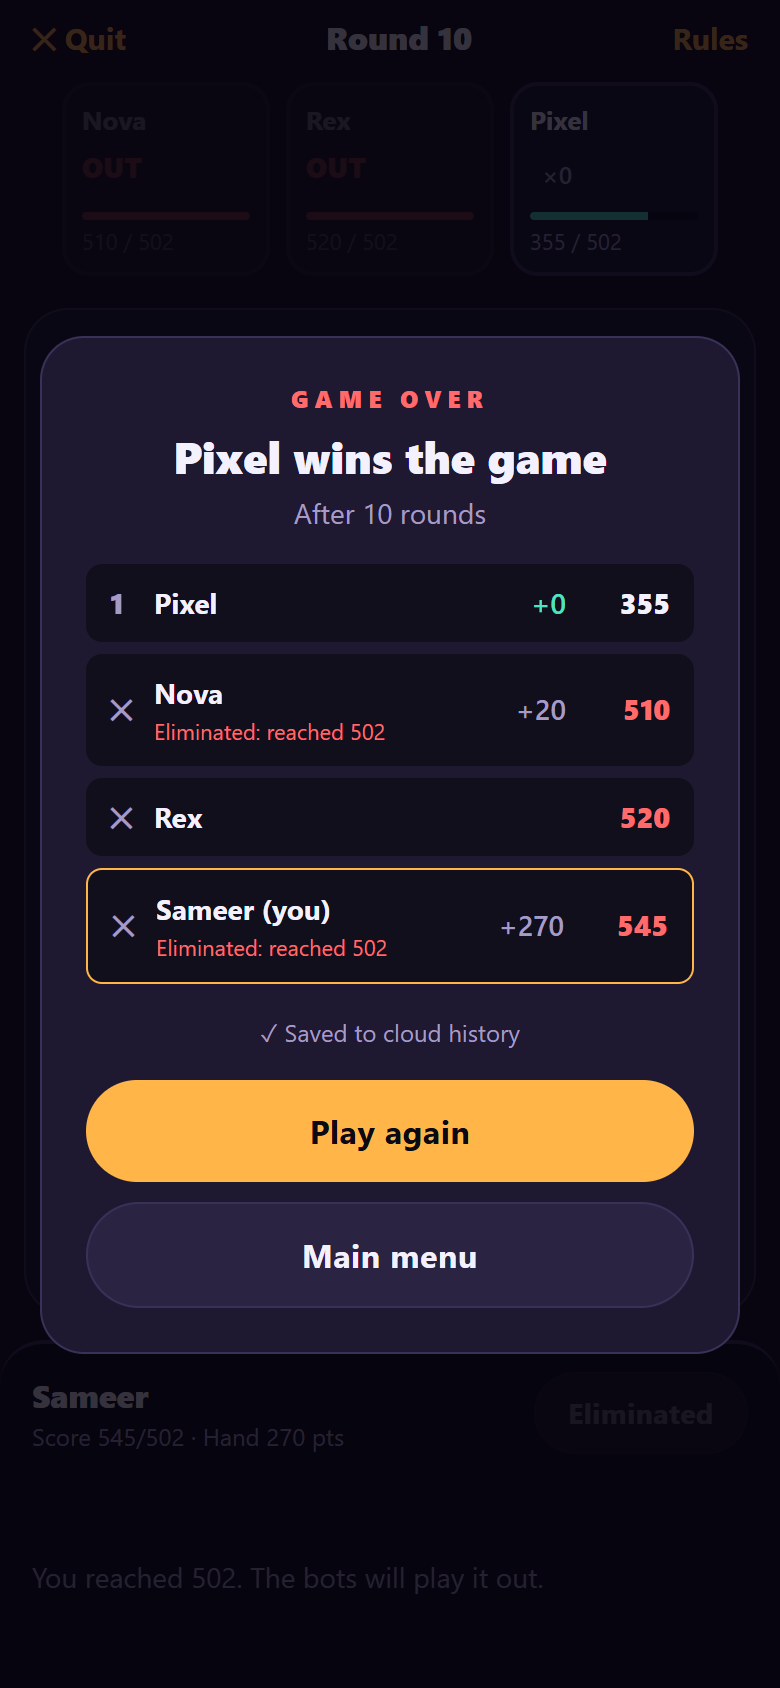 ✕ Quit
Round 10
Rules
Nova
OUT
510 / 502
Rex
OUT
520 / 502
Pixel
×0
355 / 502
GAME OVER
Pixel wins the game
After 10 rounds
1 Pixel +0 355
✕ Nova +20 510
Eliminated: reached 502
✕ Rex 520
✕ Sameer (you) +270 545
Eliminated: reached 502
✓ Saved to cloud history
Play again
Main menu
Sameer
Score 545/502 · Hand 270 pts
Eliminated
You reached 502. The bots will play it out.